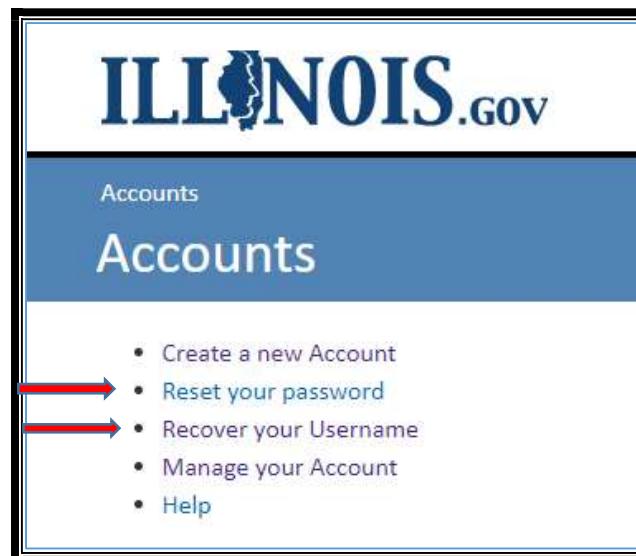 ILLINOIS.GOV
Accounts
Accounts
• Create a new Account
• Reset your password
• Recover your Username
• Manage your Account
• Help